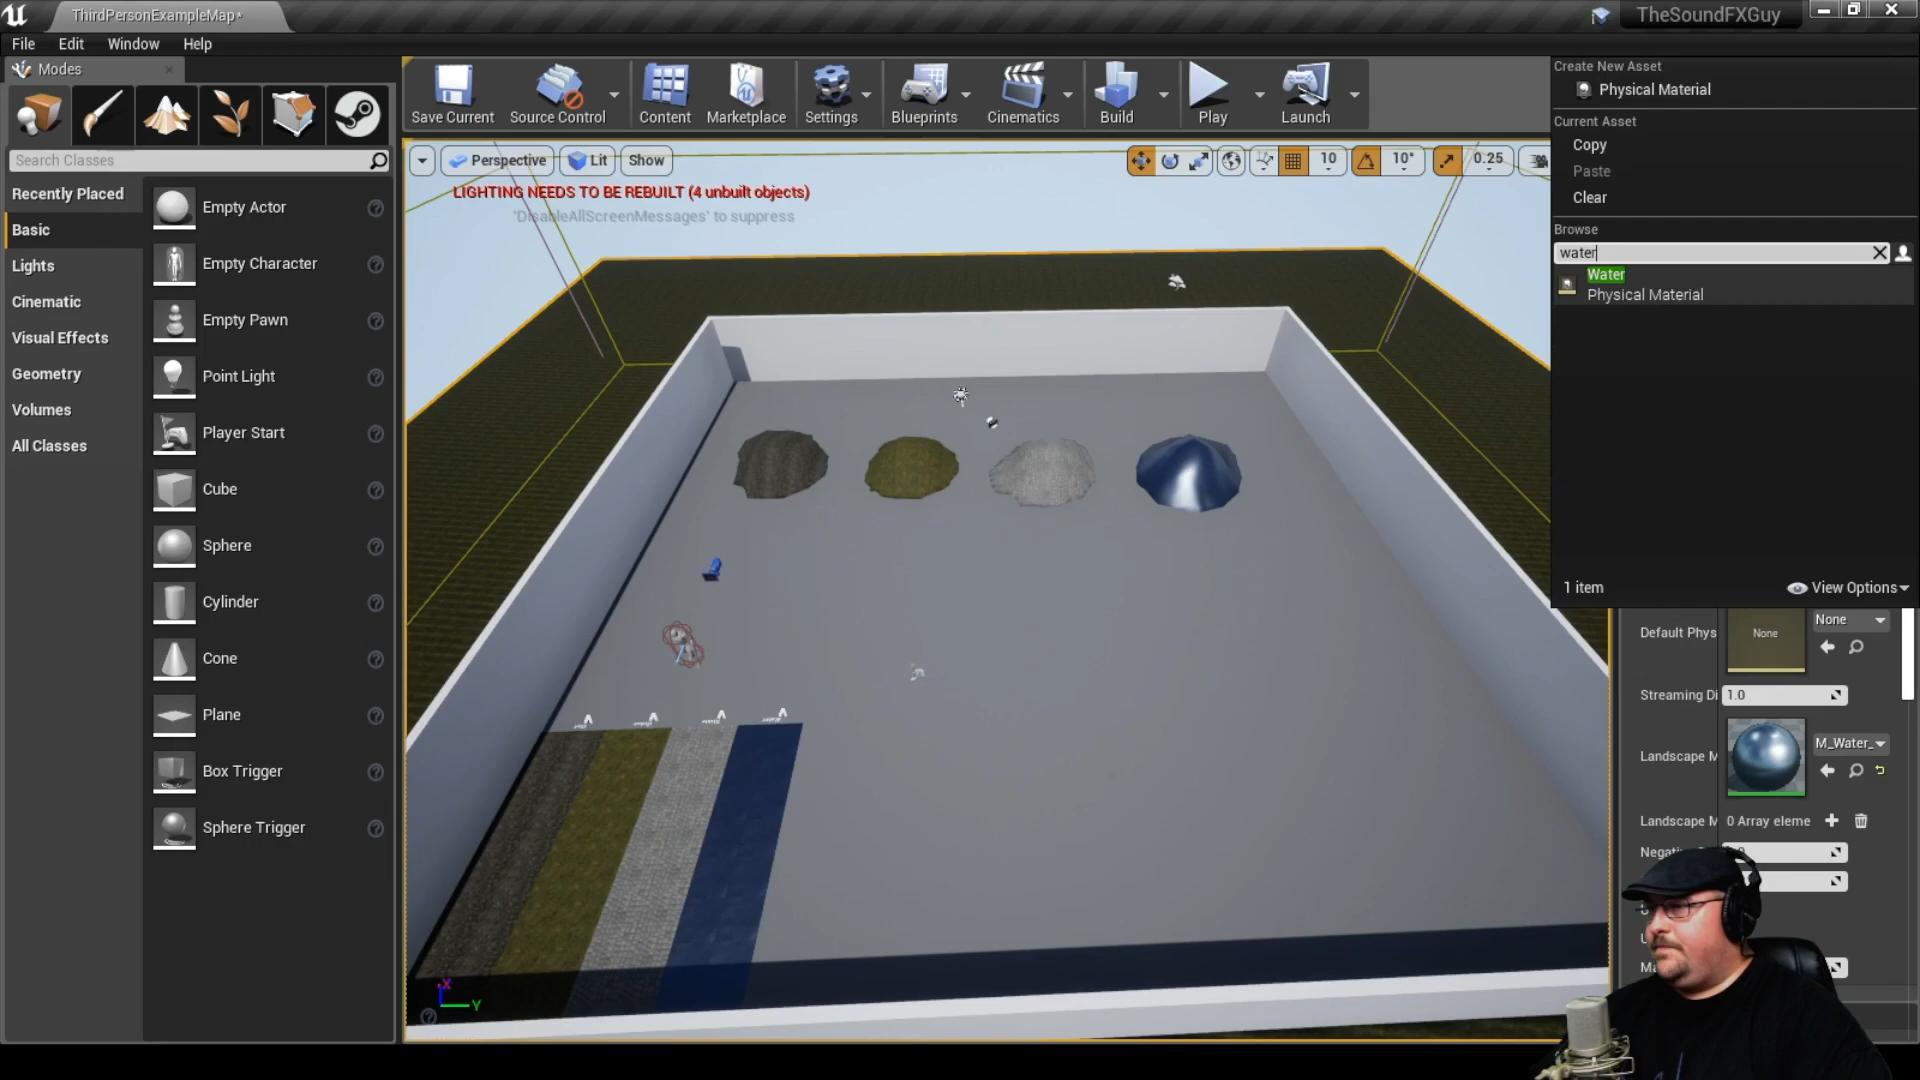 ThirdPersonExampleMap*
TheSoundFXGuy
File Edit Window Help
Modes
Search Classes
Recently Placed
Basic
Lights
Cinematic
Visual Effects
Geometry
Volumes
All Classes
Empty Actor
Empty Character
Empty Pawn
Point Light
Player Start
Cube
Sphere
Cylinder
Cone
Plane
Box Trigger
Sphere Trigger
Save Current
Source Control
Content
Marketplace
Settings
Blueprints
Cinematics
Build
Play
Launch
Perspective
Lit
Show
10
10°
0.25
LIGHTING NEEDS TO BE REBUILT (4 unbuilt objects)
'DisableAllScreenMessages' to suppress
X
Y
Create New Asset
Physical Material
Current Asset
Copy
Paste
Clear
Browse
water
Water
Physical Material
1 item
View Options
Default Phys
None
None
Streaming Di
1.0
Landscape M
M_Water_
Landscape M
0 Array eleme